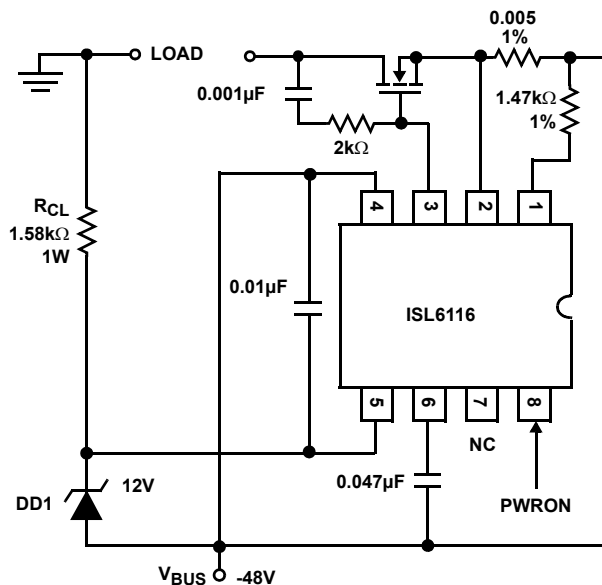 0.005
1%
LOAD
0.001µF
1.47kΩ
1%
2kΩ
4
3
2
1
RCL
1.58kΩ
1W
0.01µF
ISL6116
5
6
7
8
NC
12V
0.047µF
DD1
PWRON
VBUS
-48V